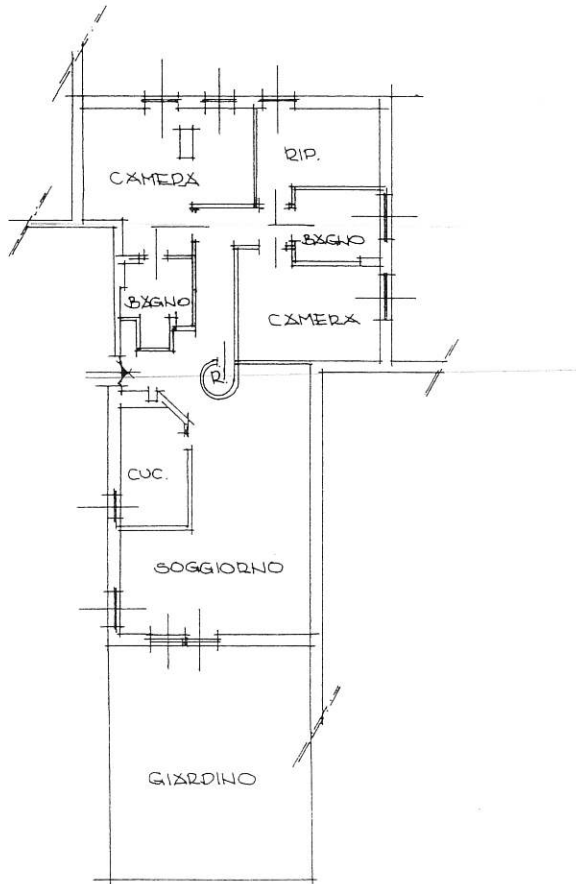 RIP.
CAMERA
BAGNO
BAGNO
CAMERA
R.
CUC.
SOGGIORNO
GIARDINO